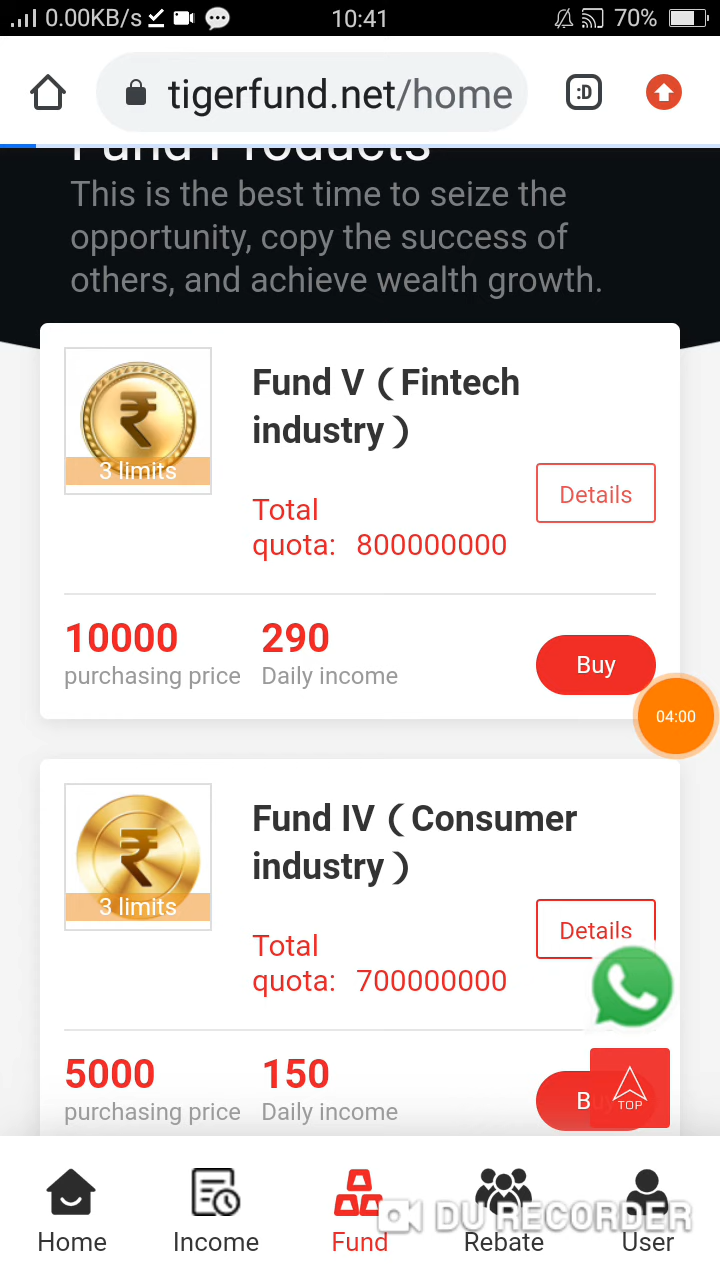 0.00KB/s
10:41
70%
tigerfund.net/home
:D
Fund Products
This is the best time to seize the
opportunity, copy the success of
others, and achieve wealth growth.
3 limits
Fund V（Fintech
industry）
Details
Total
quota: 800000000
10000
290
purchasing price
Daily income
Buy
04:00
3 limits
Fund IV（Consumer
industry）
Details
Total
quota: 700000000
5000
150
purchasing price
Daily income
Buy
TOP
DU RECORDER
Home
Income
Fund
Rebate
User